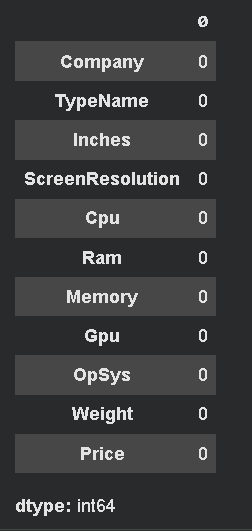 0
Company 0
TypeName 0
Inches 0
ScreenResolution 0
Cpu 0
Ram 0
Memory 0
Gpu 0
OpSys 0
Weight 0
Price 0
dtype: int64